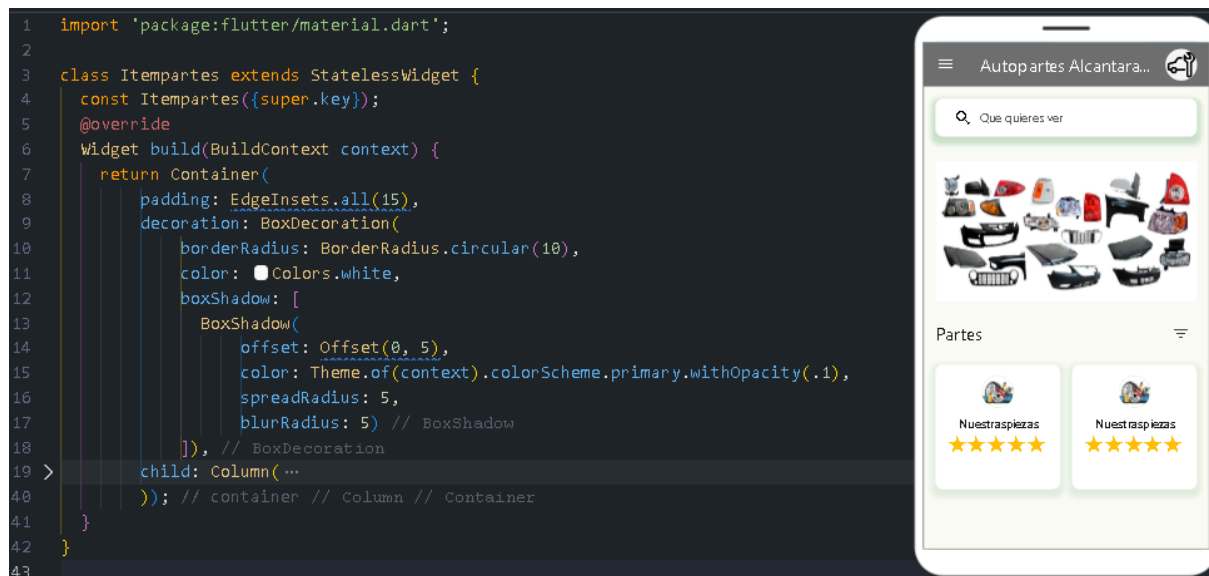 1 import 'package:flutter/material.dart';
2
3 class Itempartes extends StatelessWidget {
4 const Itempartes({super.key});
5 @override
6 Widget build(BuildContext context) {
7 return Container(
8 padding: EdgeInsets.all(15),
9 decoration: BoxDecoration(
10 borderRadius: BorderRadius.circular(10),
11 color: Colors.white,
12 boxShadow: [
13 BoxShadow(
14 offset: Offset(0, 5),
15 color: Theme.of(context).colorScheme.primary.withOpacity(.1),
16 spreadRadius: 5,
17 blurRadius: 5) // BoxShadow
18 ]), // BoxDecoration
19 child: Column( ⋯
40 )); // container // Column // Container
41 }
42 }
43
Autopartes Alcantara...
Que quieres ver
Partes
Nuestraspiezas
Nuestraspiezas